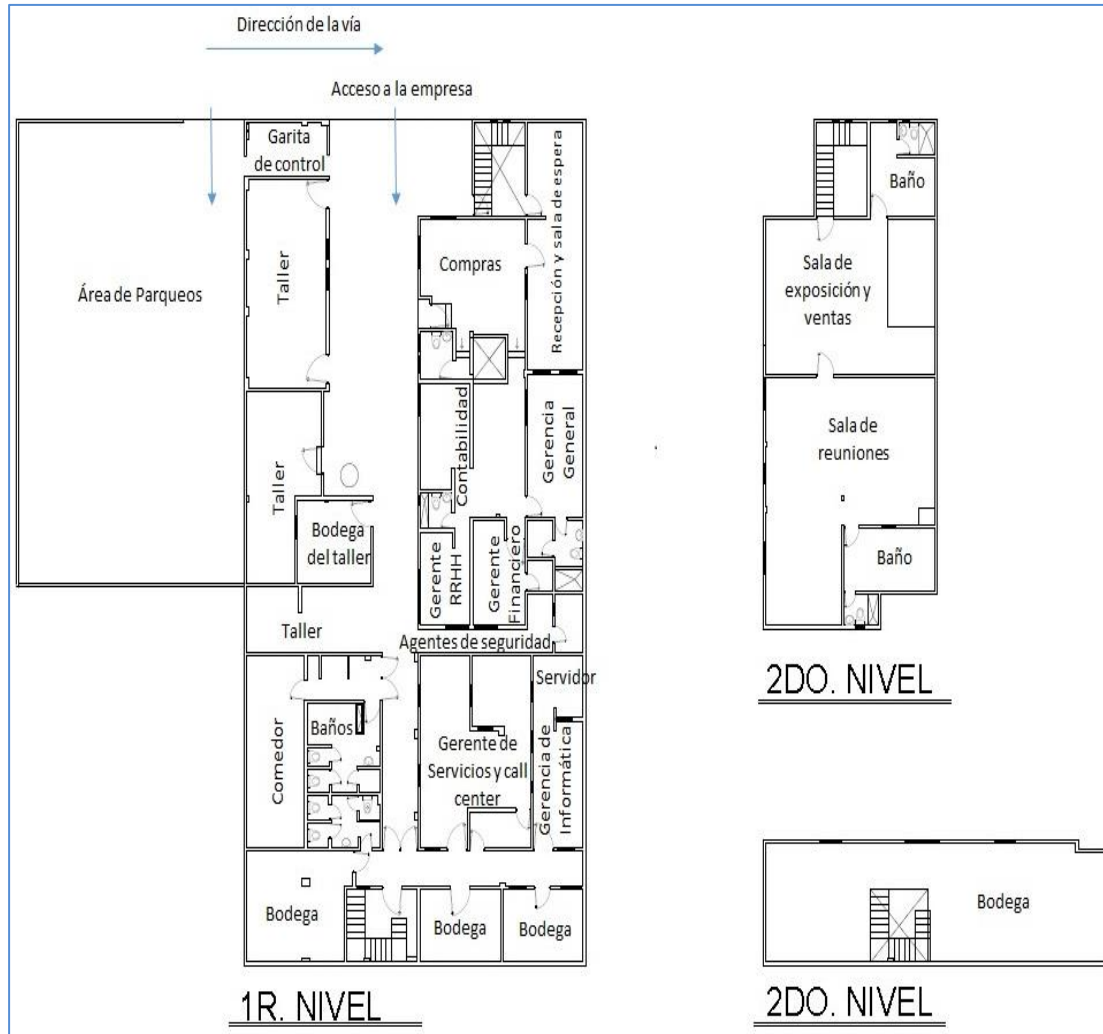 Dirección de la vía
Acceso a la empresa
Garita
de control
Área de Parqueos
Taller
Compras
Recepción y sala de espera
Taller
Contabilidad
Gerencia
General
Bodega
del taller
Gerente
RRHH
Gerente
Financiero
Taller
Agentes de seguridad
Comedor
Baños
Gerente de
Servicios y call
center
Servidor
Gerencia de
Informática
Bodega
Bodega
Bodega
1R. NIVEL
Baño
Sala de
exposición y
ventas
Sala de
reuniones
Baño
2DO. NIVEL
Bodega
2DO. NIVEL